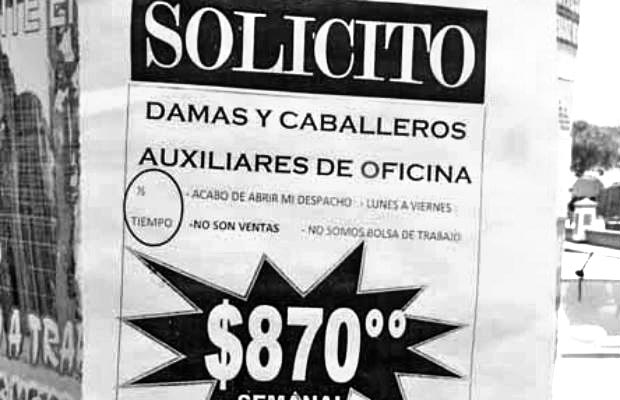 SOLICITO
DAMAS Y CABALLEROS
AUXILIARES DE OFICINA
½ - ACABO DE ABRIR MI DESPACHO - LUNES A VIERNES
TIEMPO -NO SON VENTAS - NO SOMOS BOLSA DE TRABAJO
$870⁰⁰
SEMANAL